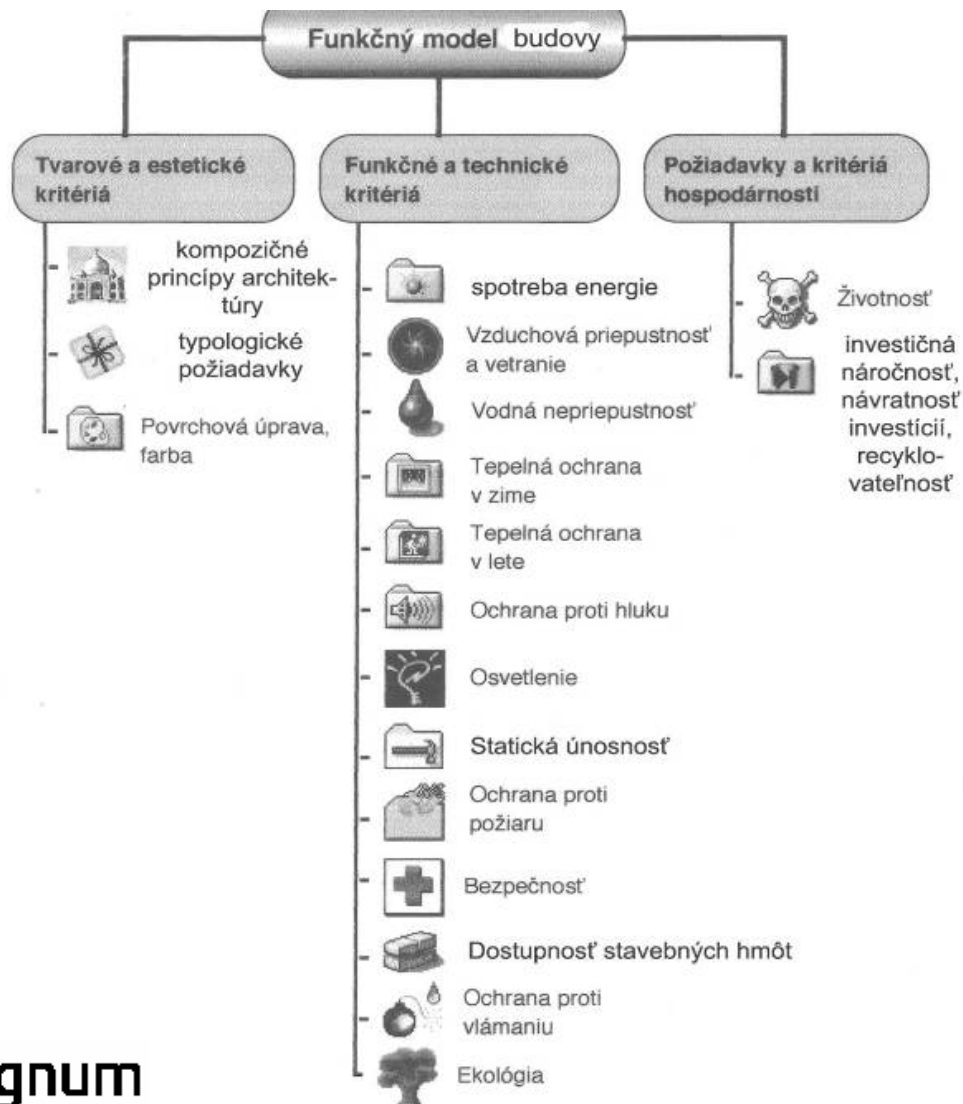 Funkčný model budovy
Tvarové a estetické
kritériá
kompozičné
princípy architek-
túry
typologické
požiadavky
Povrchová úprava,
farba
Funkčné a technické
kritériá
spotreba energie
Vzduchová priepustnosť
a vetranie
Vodná nepriepustnosť
Tepelná ochrana
v zime
Tepelná ochrana
v lete
Ochrana proti hluku
Osvetlenie
Statická únosnosť
Ochrana proti
požiaru
Bezpečnosť
Dostupnosť stavebných hmôt
Ochrana proti
vlámaniu
Ekológia
Požiadavky a kritériá
hospodárnosti
Životnosť
investičná
náročnosť,
návratnosť
investícií,
recyklo-
vateľnosť
gnum